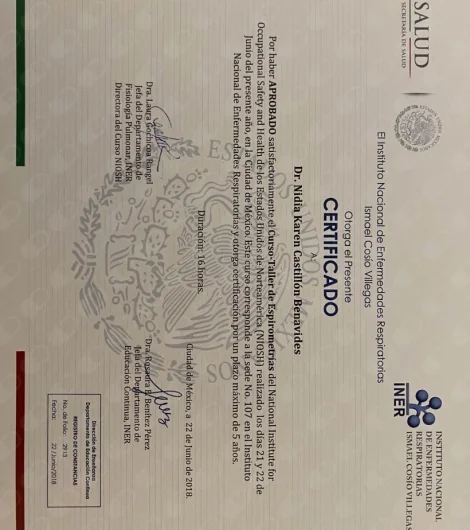 SALUD
SECRETARÍA DE SALUD
INER
INSTITUTO NACIONAL
DE ENFERMEDADES
RESPIRATORIAS
ISMAEL COSÍO VILLEGAS
El Instituto Nacional de Enfermedades Respiratorias
Ismael Cosío Villegas
Otorga el Presente
CERTIFICADO
A:
Dr. Nidia Karen Castillón Benavides
Por haber APROBADO satisfactoriamente el Curso-Taller de Espirometrías del National Institute for
Occupational Safety and Health de los Estados Unidos de Norteamérica (NIOSH) realizado los días 21 y 22 de
Junio del presente año, en la Ciudad de México. Este curso corresponde a la sede No. 107 en el Instituto
Nacional de Enfermedades Respiratorias y otorga certificación por un plazo máximo de 5 años.
Duración: 16 horas.
Ciudad de México, a 22 de Junio de 2018.
Dra. Laura Gochicoa Rangel
Jefa del Departamento de
Fisiología Pulmonar, INER
Directora del Curso NIOSH
Dra. Rosaura E. Benítez Pérez
Jefa del Departamento de
Educación Continua, INER
Dirección de Enseñanza
Departamento de Educación Continua
REGISTRO DE CONSTANCIAS
No. de Folio: 2913
Fecha: 22 /Junio/2018